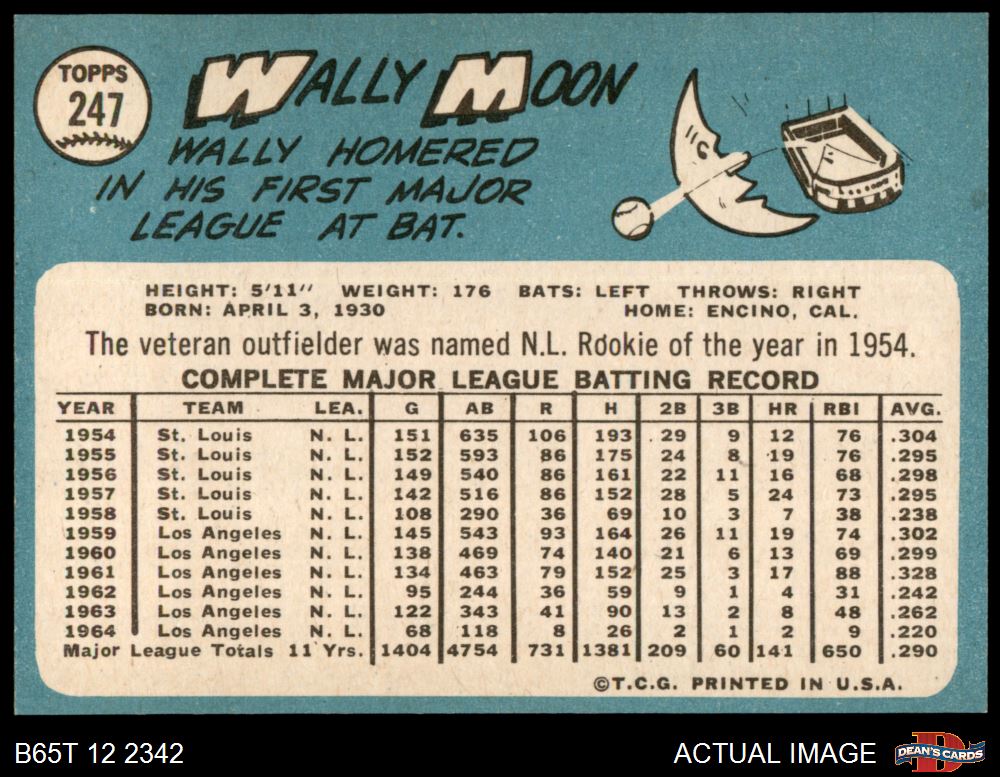 TOPPS
247
WALLY MOON
WALLY HOMERED
IN HIS FIRST MAJOR
LEAGUE AT BAT.
HEIGHT: 5'11" WEIGHT: 176 BATS: LEFT THROWS: RIGHT
BORN: APRIL 3, 1930 HOME: ENCINO, CAL.
The veteran outfielder was named N.L. Rookie of the year in 1954.
COMPLETE MAJOR LEAGUE BATTING RECORD
YEAR TEAM LEA. G AB R H 2B 3B HR RBI AVG.
1954 St. Louis N. L. 151 635 106 193 29 9 12 76 .304
1955 St. Louis N. L. 152 593 86 175 24 8 19 76 .295
1956 St. Louis N. L. 149 540 86 161 22 11 16 68 .298
1957 St. Louis N. L. 142 516 86 152 28 5 24 73 .295
1958 St. Louis N. L. 108 290 36 69 10 3 7 38 .238
1959 Los Angeles N. L. 145 543 93 164 26 11 19 74 .302
1960 Los Angeles N. L. 138 469 74 140 21 6 13 69 .299
1961 Los Angeles N. L. 134 463 79 152 25 3 17 88 .328
1962 Los Angeles N. L. 95 244 36 59 9 1 4 31 .242
1963 Los Angeles N. L. 122 343 41 90 13 2 8 48 .262
1964 Los Angeles N. L. 68 118 8 26 2 1 2 9 .220
Major League Totals 11 Yrs. 1404 4754 731 1381 209 60 141 650 .290
©T.C.G. PRINTED IN U.S.A.
B65T 12 2342 ACTUAL IMAGE
DEAN'S CARDS